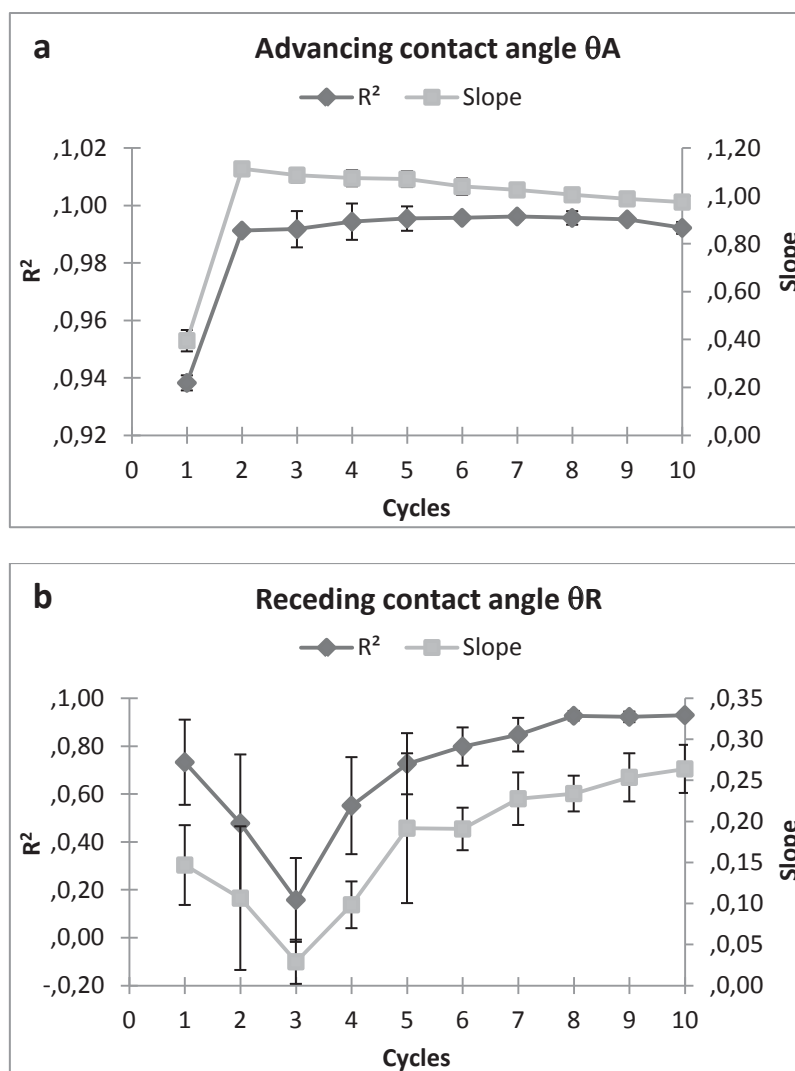 a
Advancing contact angle θA
R² Slope
,1,02
,1,00
,0,98
,0,96
,0,94
,0,92
R²
,1,20
,1,00
,0,80
,0,60
,0,40
,0,20
,0,00
Slope
0 1 2 3 4 5 6 7 8 9 10
Cycles
b
Receding contact angle θR
R² Slope
,1,00
,0,80
,0,60
,0,40
,0,20
,0,00
-,0,20
R²
,0,35
,0,30
,0,25
,0,20
,0,15
,0,10
,0,05
,0,00
Slope
0 1 2 3 4 5 6 7 8 9 10
Cycles